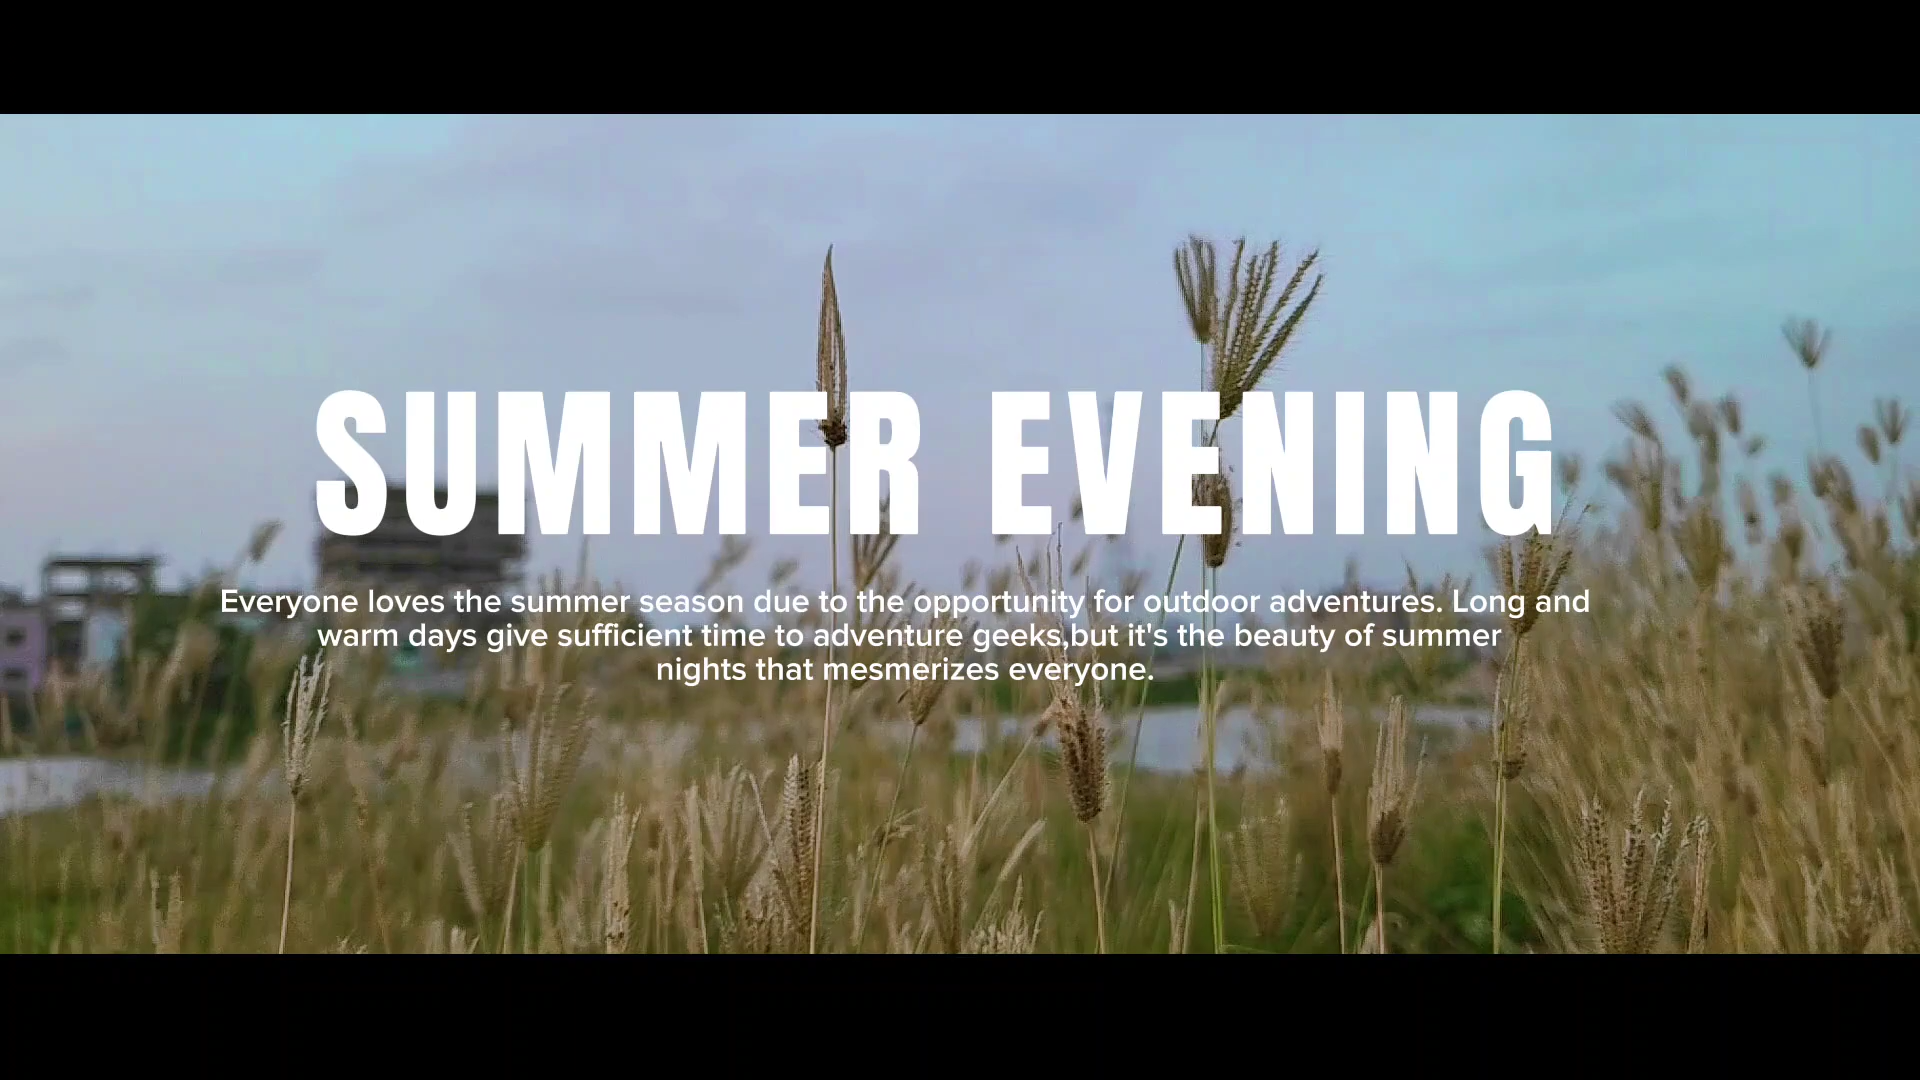 SUMMER EVENING
Everyone loves the summer season due to the opportunity for outdoor adventures. Long and
warm days give sufficient time to adventure geeks,but it's the beauty of summer
nights that mesmerizes everyone.